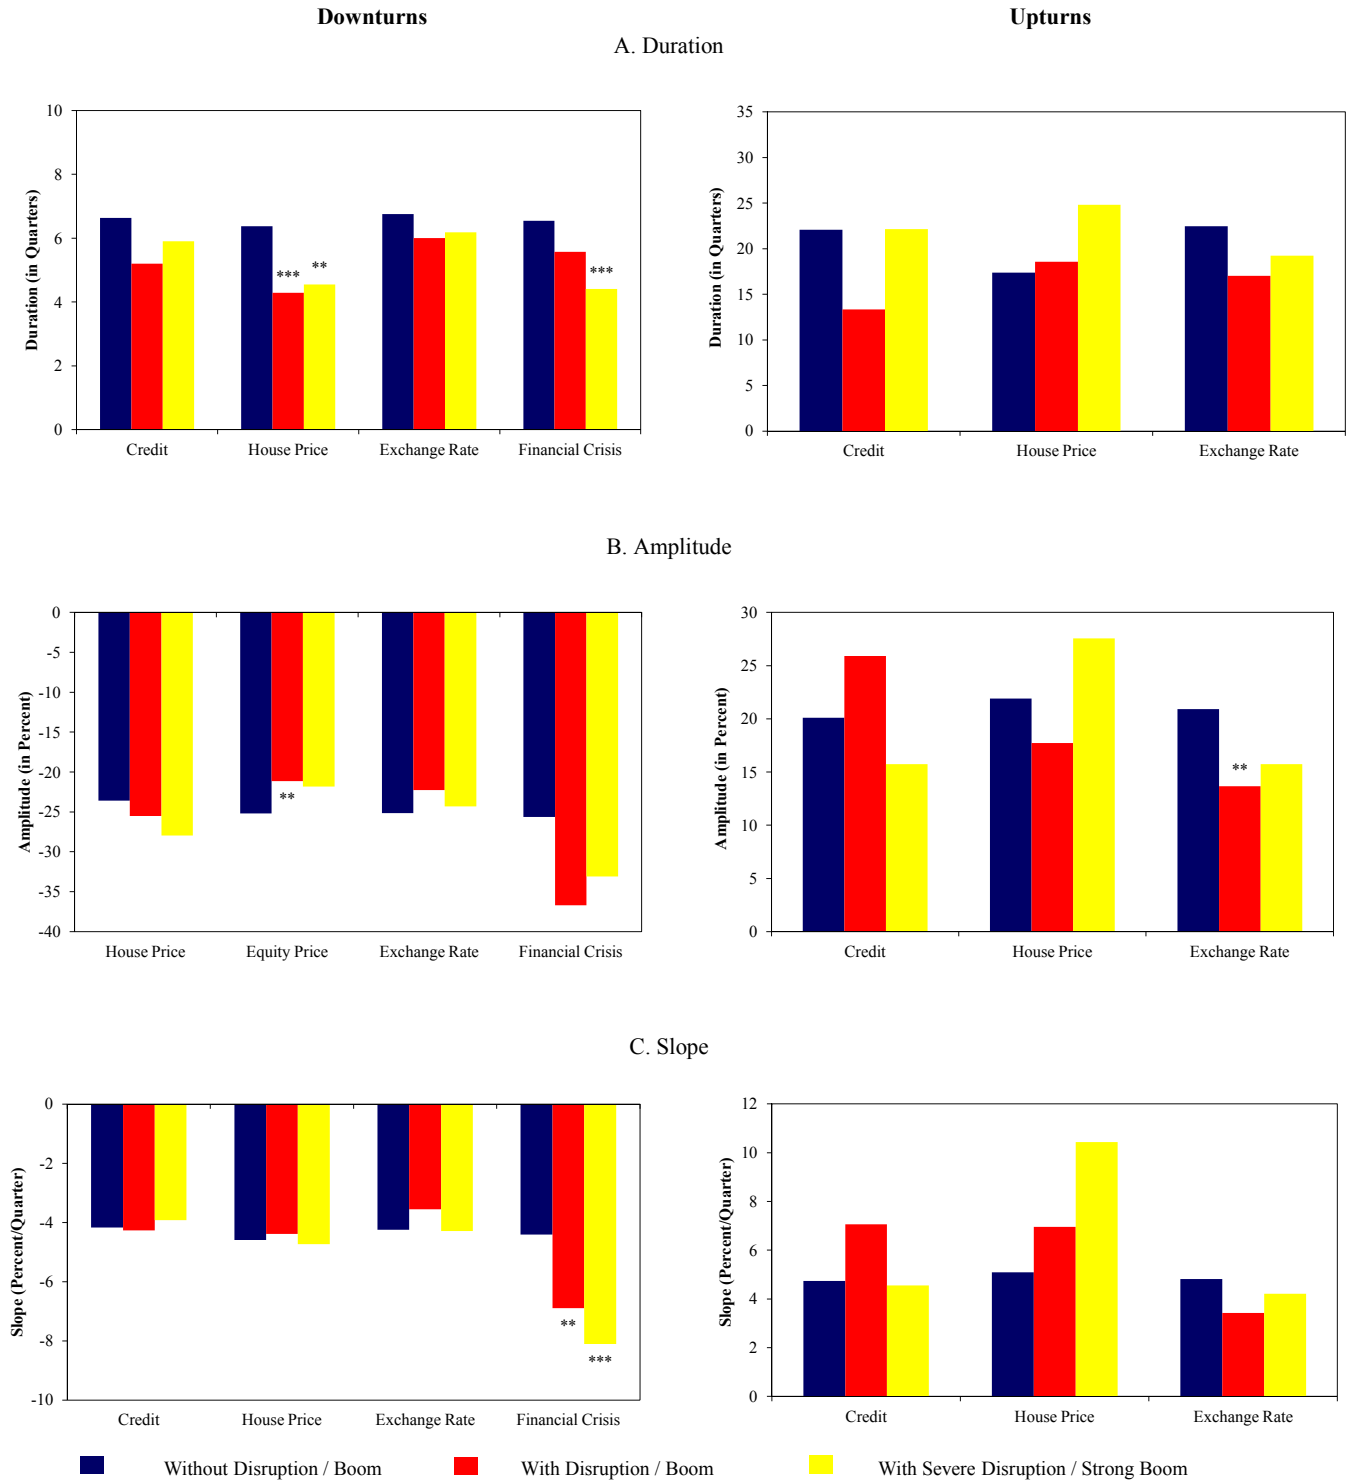 Downturns Upturns
A. Duration
10
8
6
4
2
0
Duration (in Quarters)
*** ** ***
Credit House Price Exchange Rate Financial Crisis
35
30
25
20
15
10
5
0
Duration (in Quarters)
Credit House Price Exchange Rate
B. Amplitude
0
-5
-10
-15
-20
-25
-30
-35
-40
Amplitude (in Percent)
**
House Price Equity Price Exchange Rate Financial Crisis
30
25
20
15
10
5
0
Amplitude (in Percent)
**
Credit House Price Exchange Rate
C. Slope
0
-2
-4
-6
-8
-10
Slope (Percent/Quarter)
**
***
Credit House Price Exchange Rate Financial Crisis
12
10
8
6
4
2
0
Slope (Percent/Quarter)
Credit House Price Exchange Rate
Without Disruption / Boom With Disruption / Boom With Severe Disruption / Strong Boom